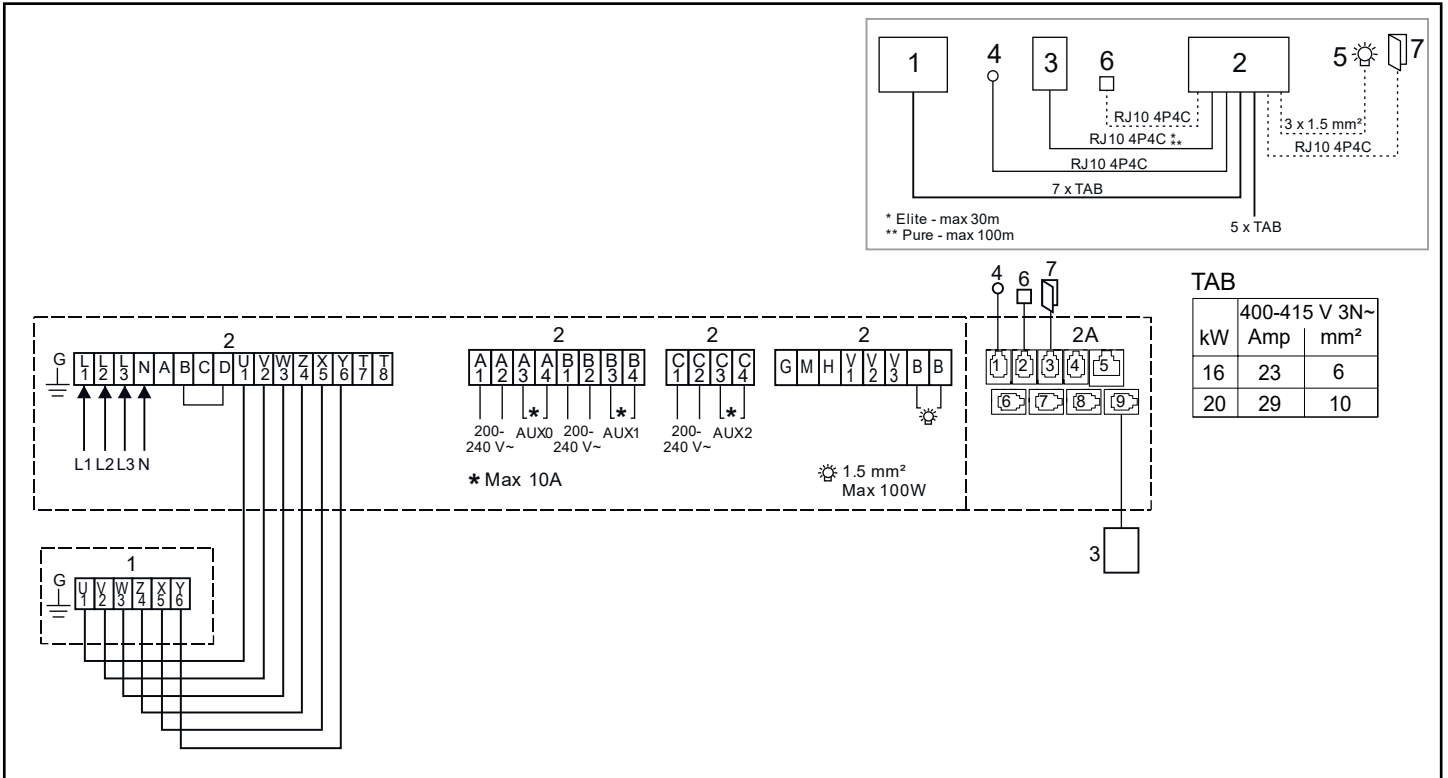 1 4 3 6 2 5 7
RJ10 4P4C
3 x 1.5 mm²
RJ10 4P4C * **
RJ10 4P4C
RJ10 4P4C
7 x TAB
5 x TAB
* Elite - max 30m
** Pure - max 100m
4 6 7
TAB
400-415 V 3N~
kW Amp mm²
16 23 6
20 29 10
2 2 2 2 2A
G L1 L2 L3 N A B C D U1 V2 W3 Z4 X5 Y6 T7 T8
A1 A2 A3 A4 B1 B2 B3 B4
C1 C2 C3 C4
G M H V1 V2 V3 B B
1 2 3 4 5
6 7 8 9
* * *
200-240 V~ AUX0 200-240 V~ AUX1
200-240 V~ AUX2
L1 L2 L3 N
* Max 10A
1.5 mm²
Max 100W
3
1
G U1 V2 W3 Z4 X5 Y6